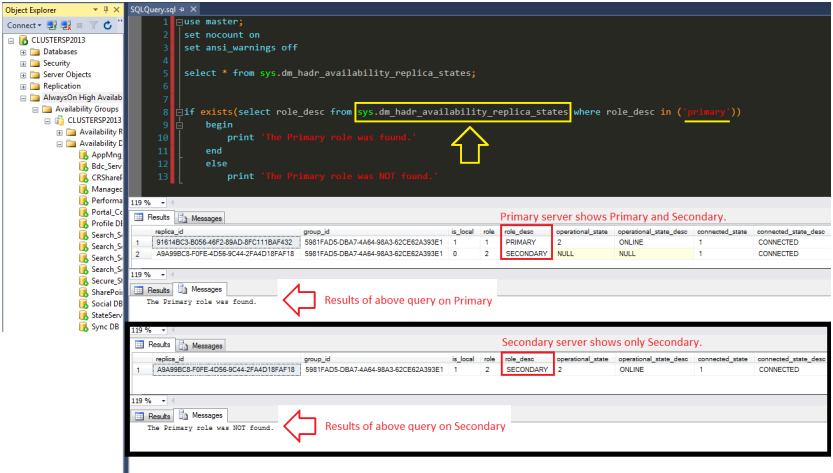 Object Explorer
Connect
CLUSTERSP2013
Databases
Security
Server Objects
Replication
AlwaysOn High Availab
Availability Groups
CLUSTERSP2013
Availability R
Availability D
AppMng_
Bdc_Serv
CRShareP
Managed
Performa
Portal_Co
Profile DB
Search_Se
Search_Se
Search_Se
Search_Se
Secure_St
SharePoin
Social DB
StateServ
Sync DB
SQLQuery.sql
1 use master;
2 set nocount on
3 set ansi_warnings off
4
5 select * from sys.dm_hadr_availability_replica_states;
6
7
8 if exists(select role_desc from sys.dm_hadr_availability_replica_states where role_desc in ('primary'))
9 begin
10 print 'The Primary role was found.'
11 end
12 else
13 print 'The Primary role was NOT found.'
119 %
Results Messages
Primary server shows Primary and Secondary.
replica_id group_id is_local role role_desc operational_state operational_state_desc connected_state connected_state_desc
1 91614BC3-B056-46F2-89AD-8FC111BAF432 5981FAD5-DBA7-4A64-98A3-62CE62A393E1 1 1 PRIMARY 2 ONLINE 1 CONNECTED
2 A9A99BC8-F0FE-4D56-9C44-2FA4D18FAF18 5981FAD5-DBA7-4A64-98A3-62CE62A393E1 0 2 SECONDARY NULL NULL 1 CONNECTED
119 %
Results Messages
The Primary role was found.
Results of above query on Primary
119 %
Results Messages
Secondary server shows only Secondary.
replica_id group_id is_local role role_desc operational_state operational_state_desc connected_state connected_state_desc
1 A9A99BC8-F0FE-4D56-9C44-2FA4D18FAF18 5981FAD5-DBA7-4A64-98A3-62CE62A393E1 1 2 SECONDARY 2 ONLINE 1 CONNECTED
119 %
Results Messages
The Primary role was NOT found.
Results of above query on Secondary